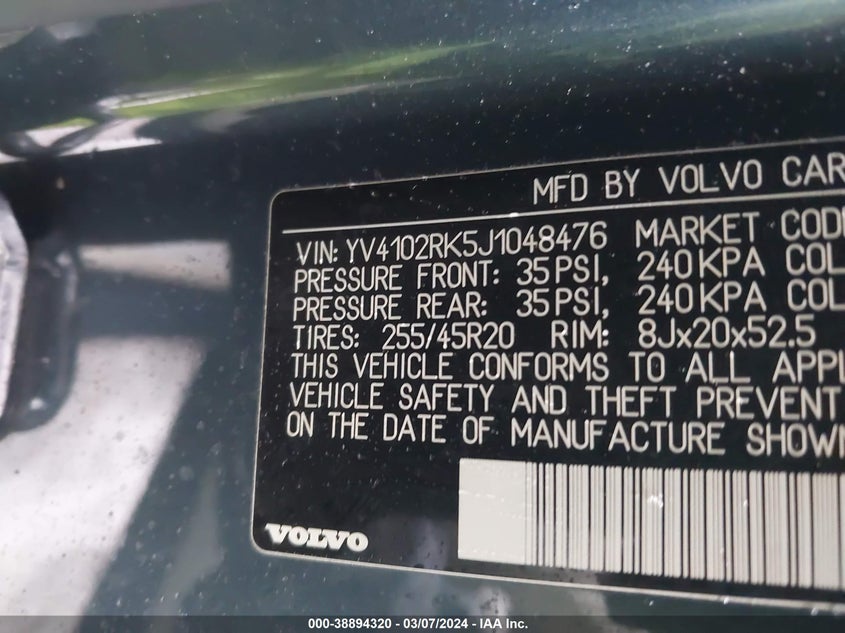 MFD BY VOLVO CAR
VIN: YV4102RK5J1048476 MARKET CODE
PRESSURE FRONT: 35 PSI, 240 KPA COL
PRESSURE REAR: 35 PSI, 240 KPA COL
TIRES: 255/45R20 RIM: 8Jx20x52.5
THIS VEHICLE CONFORMS TO ALL APPL
VEHICLE SAFETY AND THEFT PREVENT
ON THE DATE OF MANUFACTURE SHOWN
VOLVO
000-38894320 - 03/07/2024 - IAA Inc.